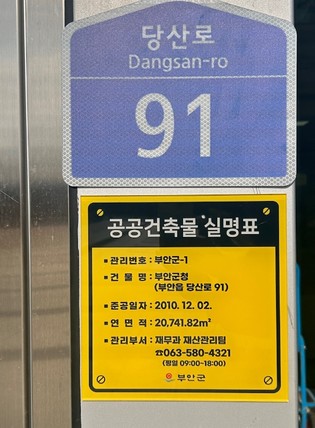 당산로
Dangsan-ro
91
공공건축물 실명표
▪ 관리번호 : 부안군-1
▪ 건 물 명 : 부안군청
(부안읍 당산로 91)
▪ 준공일자 : 2010. 12. 02.
▪ 연 면 적 : 20,741.82m²
▪ 관리부서 : 재무과 재산관리팀
☎063-580-4321
(평일 09:00~18:00)
부안군